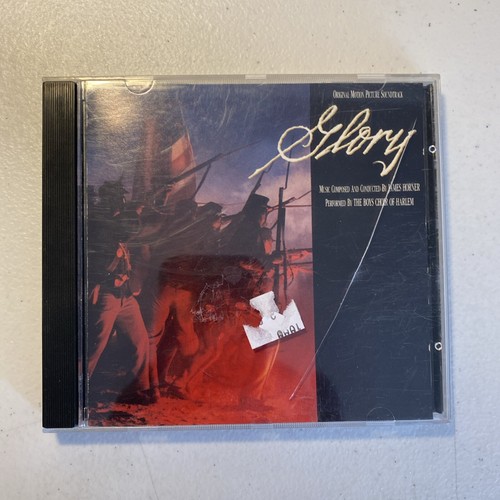 ORIGINAL MOTION PICTURE SOUNDTRACK
Glory
MUSIC COMPOSED AND CONDUCTED BY JAMES HORNER
PERFORMED BY THE BOYS CHOIR OF HARLEM